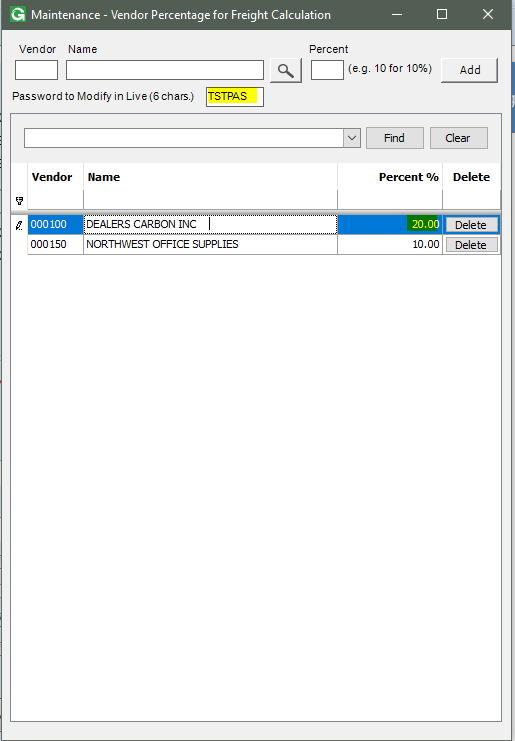 Maintenance - Vendor Percentage for Freight Calculation
Vendor Name Percent
(e.g. 10 for 10%) Add
Password to Modify in Live (6 chars.) TSTPAS
Find Clear
Vendor Name Percent % Delete
000100 DEALERS CARBON INC 20.00 Delete
000150 NORTHWEST OFFICE SUPPLIES 10.00 Delete